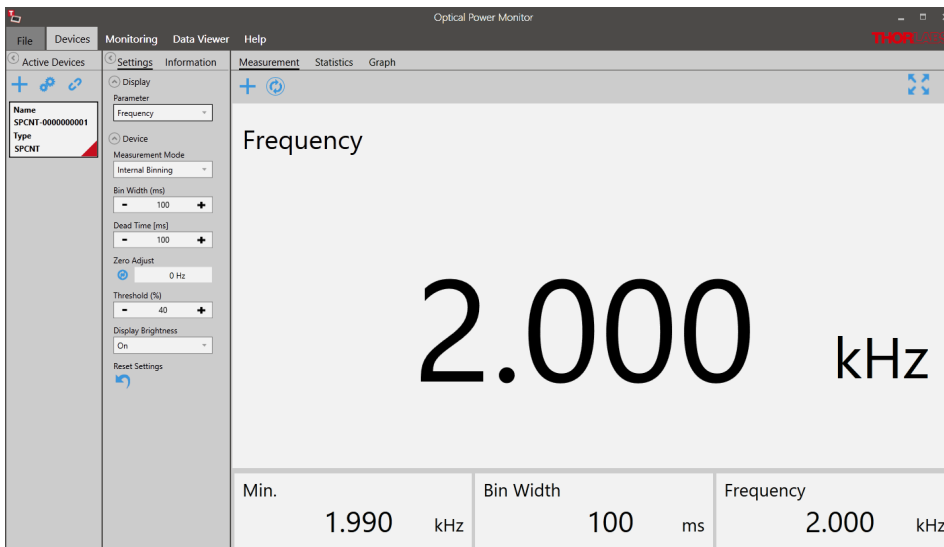 Optical Power Monitor
File Devices Monitoring Data Viewer Help
THORLABS
Active Devices
Settings Information
Measurement Statistics Graph
Name
SPCNT-0000000001
Type
SPCNT
Display
Parameter
Frequency
Device
Measurement Mode
Internal Binning
Bin Width (ms)
- 100 +
Dead Time [ms]
- 100 +
Zero Adjust
0 Hz
Threshold (%)
- 40 +
Display Brightness
On
Reset Settings
Frequency
2.000 kHz
Min.
1.990 kHz
Bin Width
100 ms
Frequency
2.000 kHz